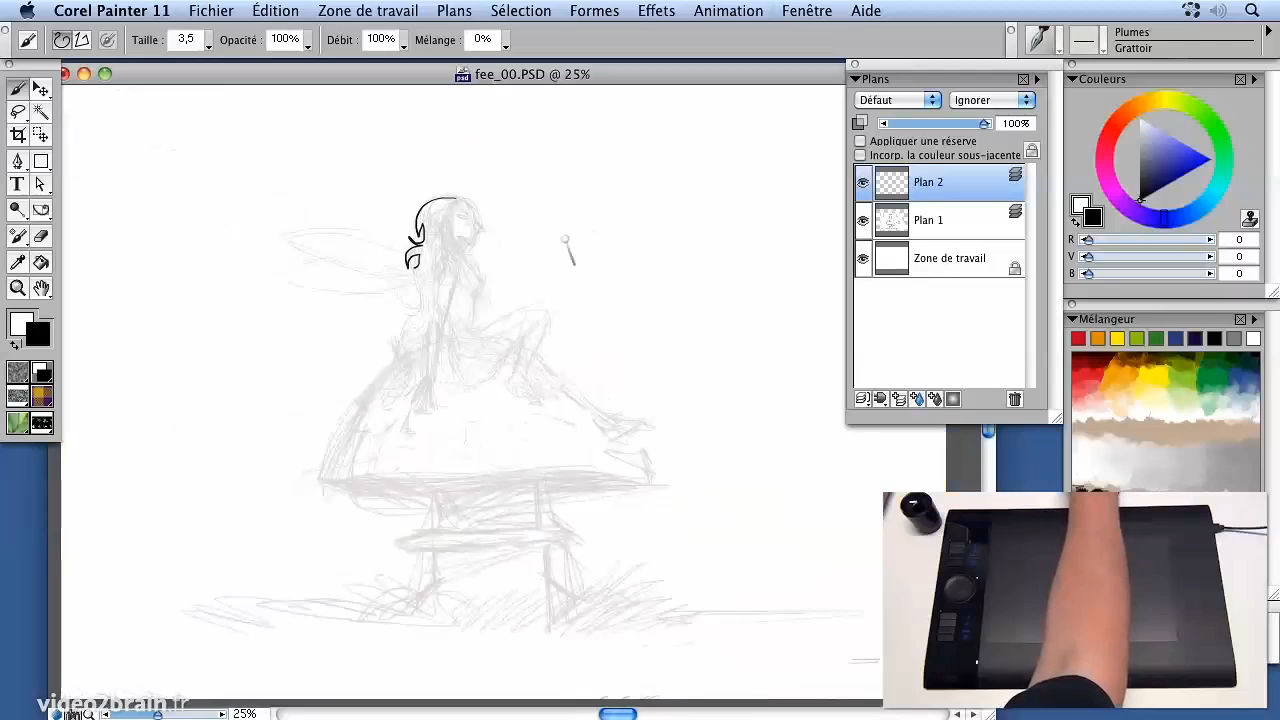 Corel Painter 11 Fichier Édition Zone de travail Plans Sélection Formes Effets Animation Fenêtre Aide
Taille : 3,5 Opacité : 100% Débit : 100% Mélange : 0%
Plumes
Grattoir
fee_00.PSD @ 25%
Plans
Défaut Ignorer
100%
Appliquer une réserve
Incorp. la couleur sous-jacente
Plan 2
Plan 1
Zone de travail
Couleurs
R 0
V 0
B 0
Mélangeur
T
video2brain.fr
25%